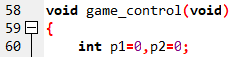 58 void game_control(void)
59 {
60 int p1=0,p2=0;